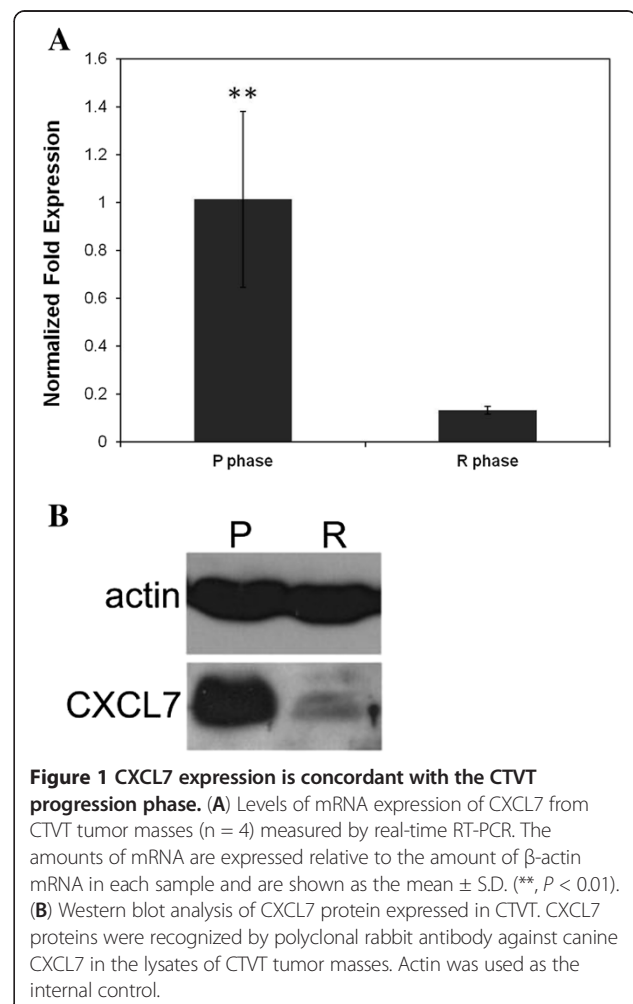 A
1.6
**
1.4
1.2
1
0.8
0.6
0.4
0.2
0
Normalized Fold Expression
P phase R phase
B
P R
actin
CXCL7
Figure 1 CXCL7 expression is concordant with the CTVT
progression phase. (A) Levels of mRNA expression of CXCL7 from
CTVT tumor masses (n = 4) measured by real-time RT-PCR. The
amounts of mRNA are expressed relative to the amount of β-actin
mRNA in each sample and are shown as the mean ± S.D. (**, P < 0.01).
(B) Western blot analysis of CXCL7 protein expressed in CTVT. CXCL7
proteins were recognized by polyclonal rabbit antibody against canine
CXCL7 in the lysates of CTVT tumor masses. Actin was used as the
internal control.